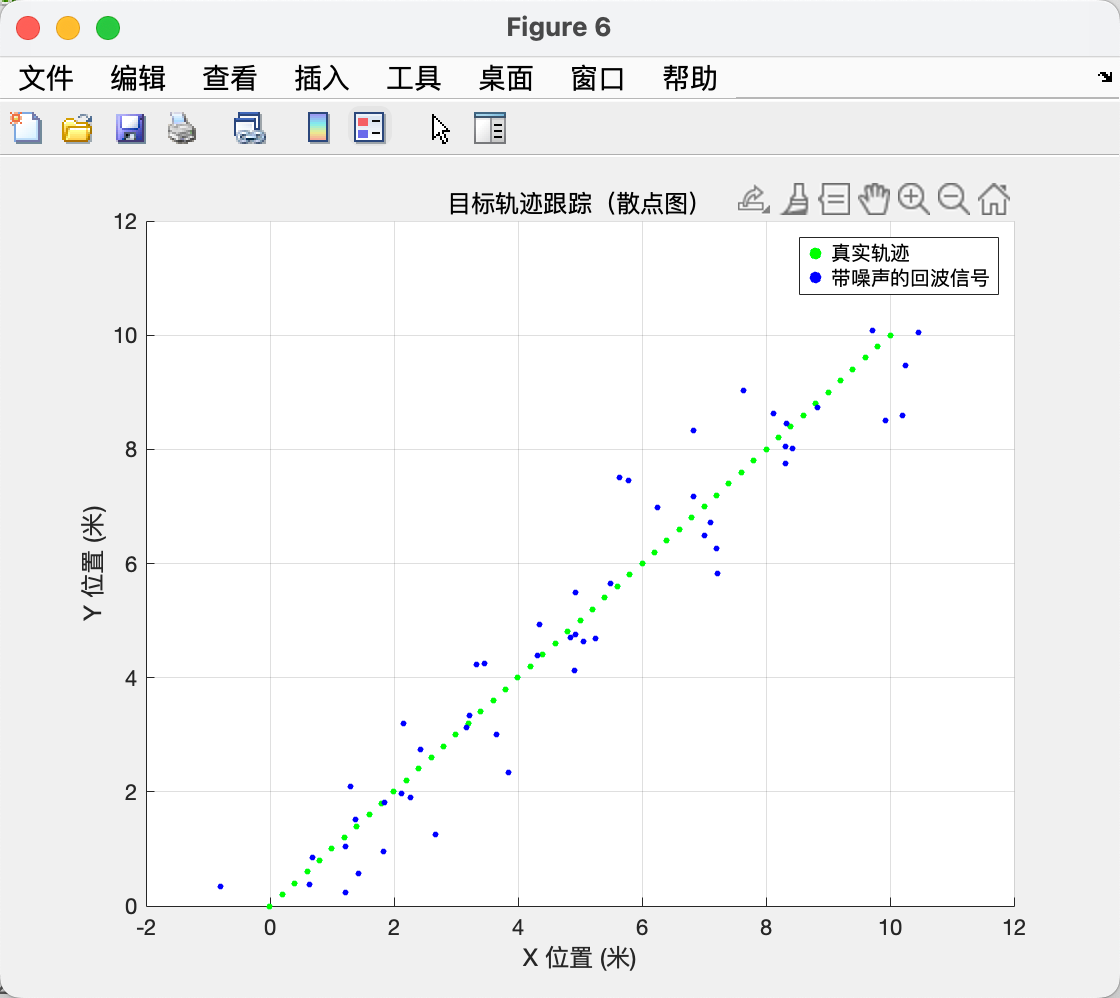 Figure 6
文件 编辑 查看 插入 工具 桌面 窗口 帮助
目标轨迹跟踪（散点图）
真实轨迹
带噪声的回波信号
12
10
8
6
4
2
0
Y 位置 (米)
-2 0 2 4 6 8 10 12
X 位置 (米)